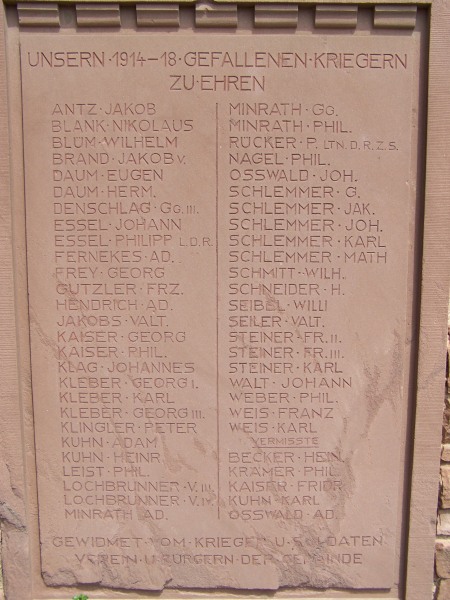 UNSERN·1914–18·GEFALLENEN·KRIEGERN
ZU·EHREN
ANTZ·JAKOB
BLANK·NIKOLAUS
BLUM·WILHELM
BRAND·JAKOB V.
DAUM·EUGEN
DAUM·HERM.
DENSCHLAG·GG. III.
ESSEL·JOHANN
ESSEL·PHILIPP L.D.R.
FERNEKES·AD.
FREY·GEORG
GUTZLER·FRZ.
HENDRICH·AD.
JAKOBS·VALT.
KAISER·GEORG
KAISER·PHIL.
KLAG·JOHANNES
KLEBER·GEORG I.
KLEBER·KARL
KLEBER·GEORG III.
KLINGLER·PETER
KUHN·ADAM
KUHN·HEINR.
LEIST·PHIL.
LOCHBRUNNER·V. III.
LOCHBRUNNER·V. IV.
MINRATH·AD.
MINRATH·GG.
MINRATH·PHIL.
RÜCKER·P. LTN. D. R. Z. S.
NAGEL·PHIL.
OSSWALD·JOH.
SCHLEMMER·G.
SCHLEMMER·JAK.
SCHLEMMER·JOH.
SCHLEMMER·KARL
SCHLEMMER·MATH
SCHMITT·WILH.
SCHNEIDER·H.
SEIBEL·WILLI
SEILER·VALT.
STEINER·FR. II.
STEINER·FR. III.
STEINER·KARL
WALT·JOHANN
WEBER·PHIL.
WEIS·FRANZ
WEIS·KARL
VERMISSTE
BECKER·HEIN.
KRÄMER·PHIL.
KAISER·FRIDR.
KUHN·KARL
OSSWALD·AD.
GEWIDMET·VOM·KRIEGER·U·SOLDATEN
VEREIN·U·BÜRGERN·DER·GEMEINDE